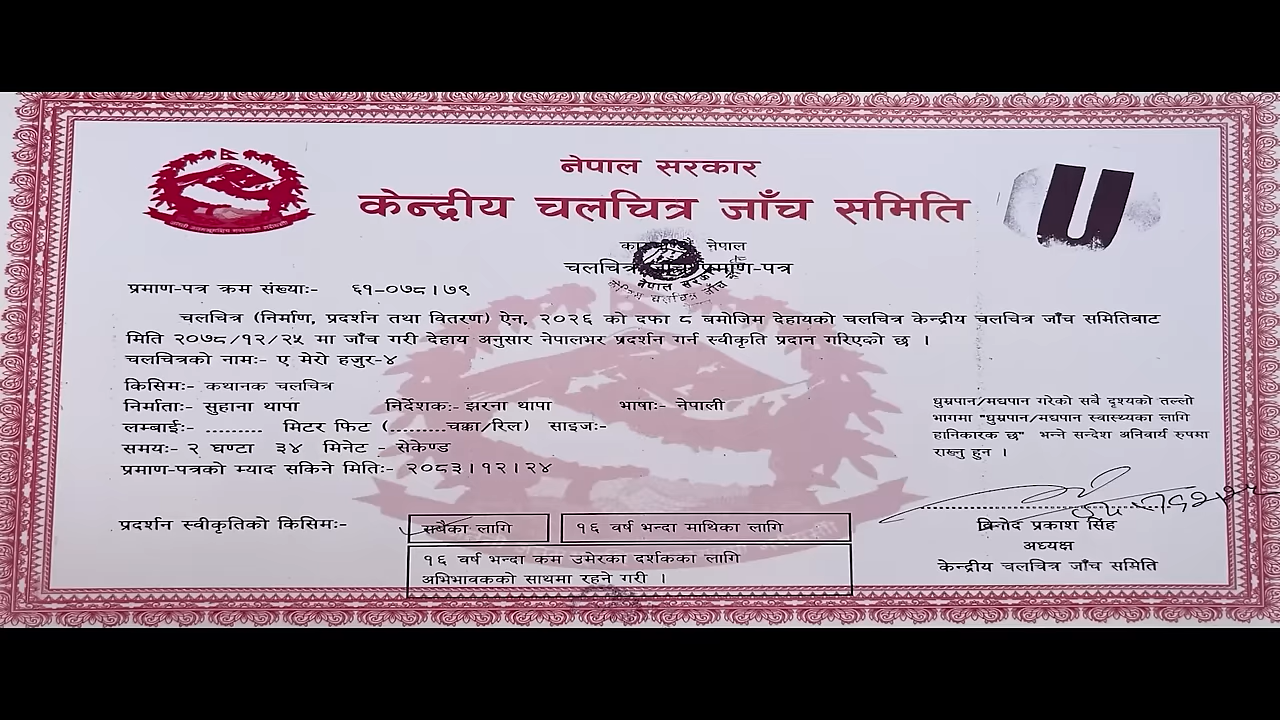 नेपाल सरकार
केन्द्रीय चलचित्र जाँच समिति
U
काठमाण्डौ, नेपाल
चलचित्र जाँच प्रमाण-पत्र
नेपाल सरकार
प्रमाण-पत्र क्रम संख्याः- ६१-०७८।७९
चलचित्र (निर्माण, प्रदर्शन तथा वितरण) ऐन, २०२६ को दफा ८ बमोजिम देहायको चलचित्र केन्द्रीय चलचित्र जाँच समितिबाट
मिति २०७८/१२/२५ मा जाँच गरी देहाय अनुसार नेपालभर प्रदर्शन गर्न स्वीकृति प्रदान गरिएको छ ।
चलचित्रको नामः- ए मेरो हजुर-४
किसिमः- कथानक चलचित्र
निर्माताः- सुहाना थापा निर्देशकः- झरना थापा भाषाः- नेपाली
लम्बाईः- ......... मिटर फिट (.........चक्का/रिल) साइजः-
समयः- २ घण्टा ३४ मिनेट - सेकेण्ड
प्रमाण-पत्रको म्याद सकिने मितिः- २०८३।१२।२४
धुम्रपान/मद्यपान गरेको सबै दृश्यको तल्लो
भागमा "धुम्रपान/मद्यपान स्वास्थ्यका लागि
हानिकारक छ" भन्ने सन्देश अनिवार्य रुपमा
राख्नु हुन ।
प्रदर्शन स्वीकृतिको किसिमः- सबैका लागि १६ वर्ष भन्दा माथिका लागि
१६ वर्ष भन्दा कम उमेरका दर्शकका लागि
अभिभावकको साथमा रहने गरी ।
विनोद प्रकाश सिंह
अध्यक्ष
केन्द्रीय चलचित्र जाँच समिति